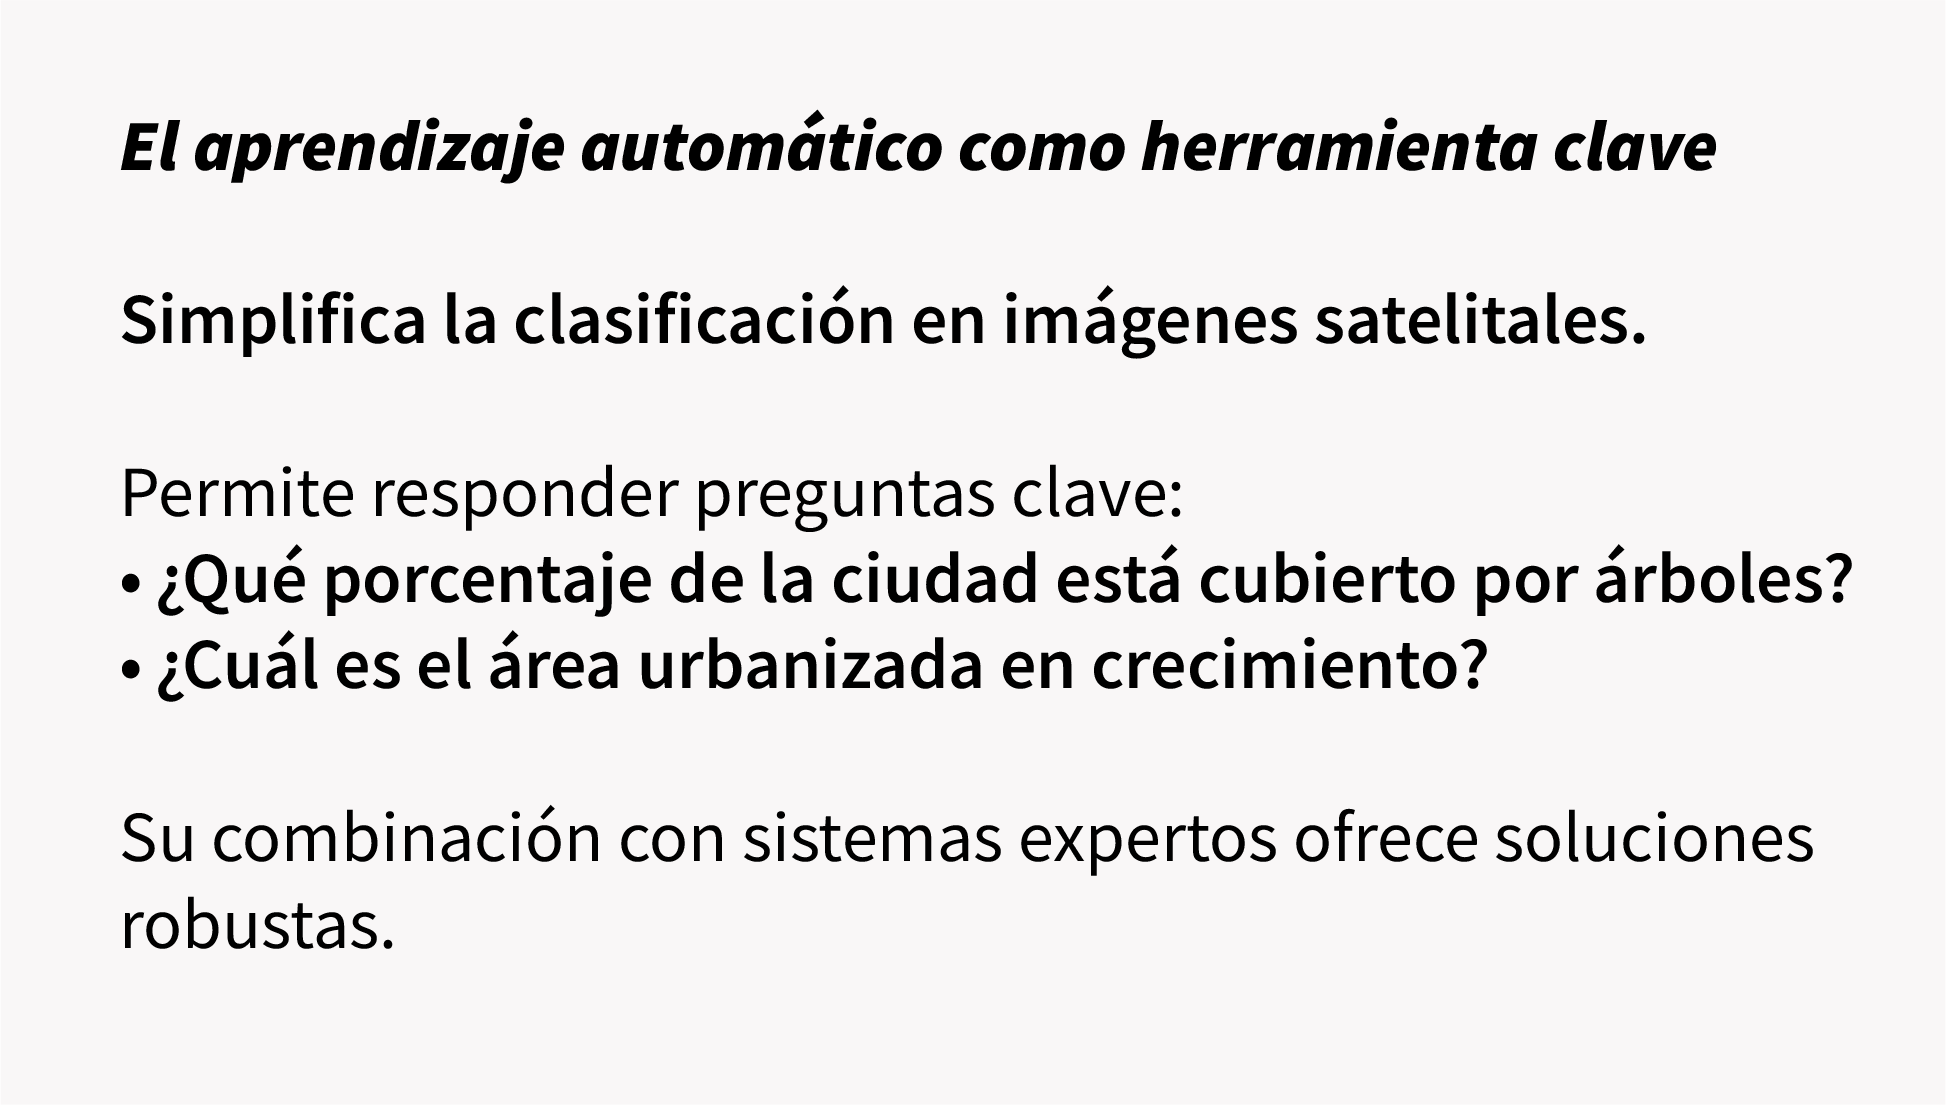 El aprendizaje automático como herramienta clave
Simplifica la clasificación en imágenes satelitales.
Permite responder preguntas clave:
• ¿Qué porcentaje de la ciudad está cubierto por árboles?
• ¿Cuál es el área urbanizada en crecimiento?
Su combinación con sistemas expertos ofrece soluciones
robustas.